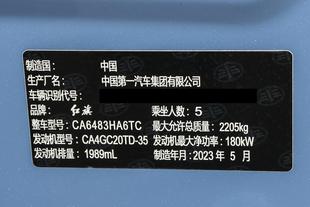 制造国： 中国
生产厂名： 中国第一汽车集团有限公司
车辆识别代号：
品牌： 红旗 乘坐人数： 5
整车型号： CA6483HA6TC 最大允许总质量： 2205kg
发动机型号： CA4GC20TD-35 发动机最大净功率： 180kW
发动机排量： 1989mL 制造年月： 2023 年 5 月